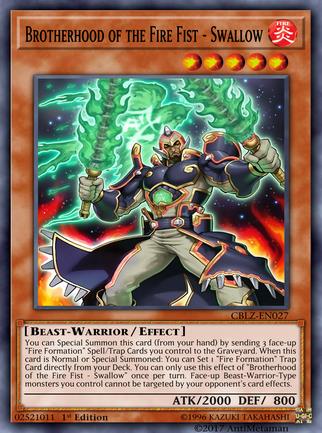 Brotherhood of the Fire Fist - Swallow
FIRE
炎
CBLZ-EN027
[Beast-Warrior / Effect]
You can Special Summon this card (from your hand) by sending 3 face-up
"Fire Formation" Spell/Trap Cards you control to the Graveyard. When this
card is Normal or Special Summoned: You can Set 1 "Fire Formation" Trap
Card directly from your Deck. You can only use this effect of "Brotherhood
of the Fire Fist - Swallow" once per turn. Face-up Beast-Warrior-Type
monsters you control cannot be targeted by your opponent's card effects.
ATK/2000 DEF/ 800
02521011 1st Edition ©1996 KAZUKI TAKAHASHI
©2017 AntiMetaman